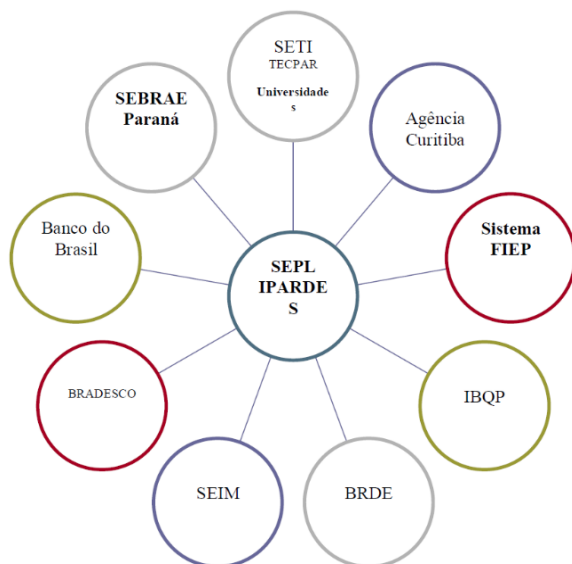 SETI
TECPAR
Universidade
s
SEBRAE
Paraná
Agência
Curitiba
Banco do
Brasil
Sistema
FIEP
SEPL
IPARDE
S
BRADESCO
IBQP
SEIM
BRDE